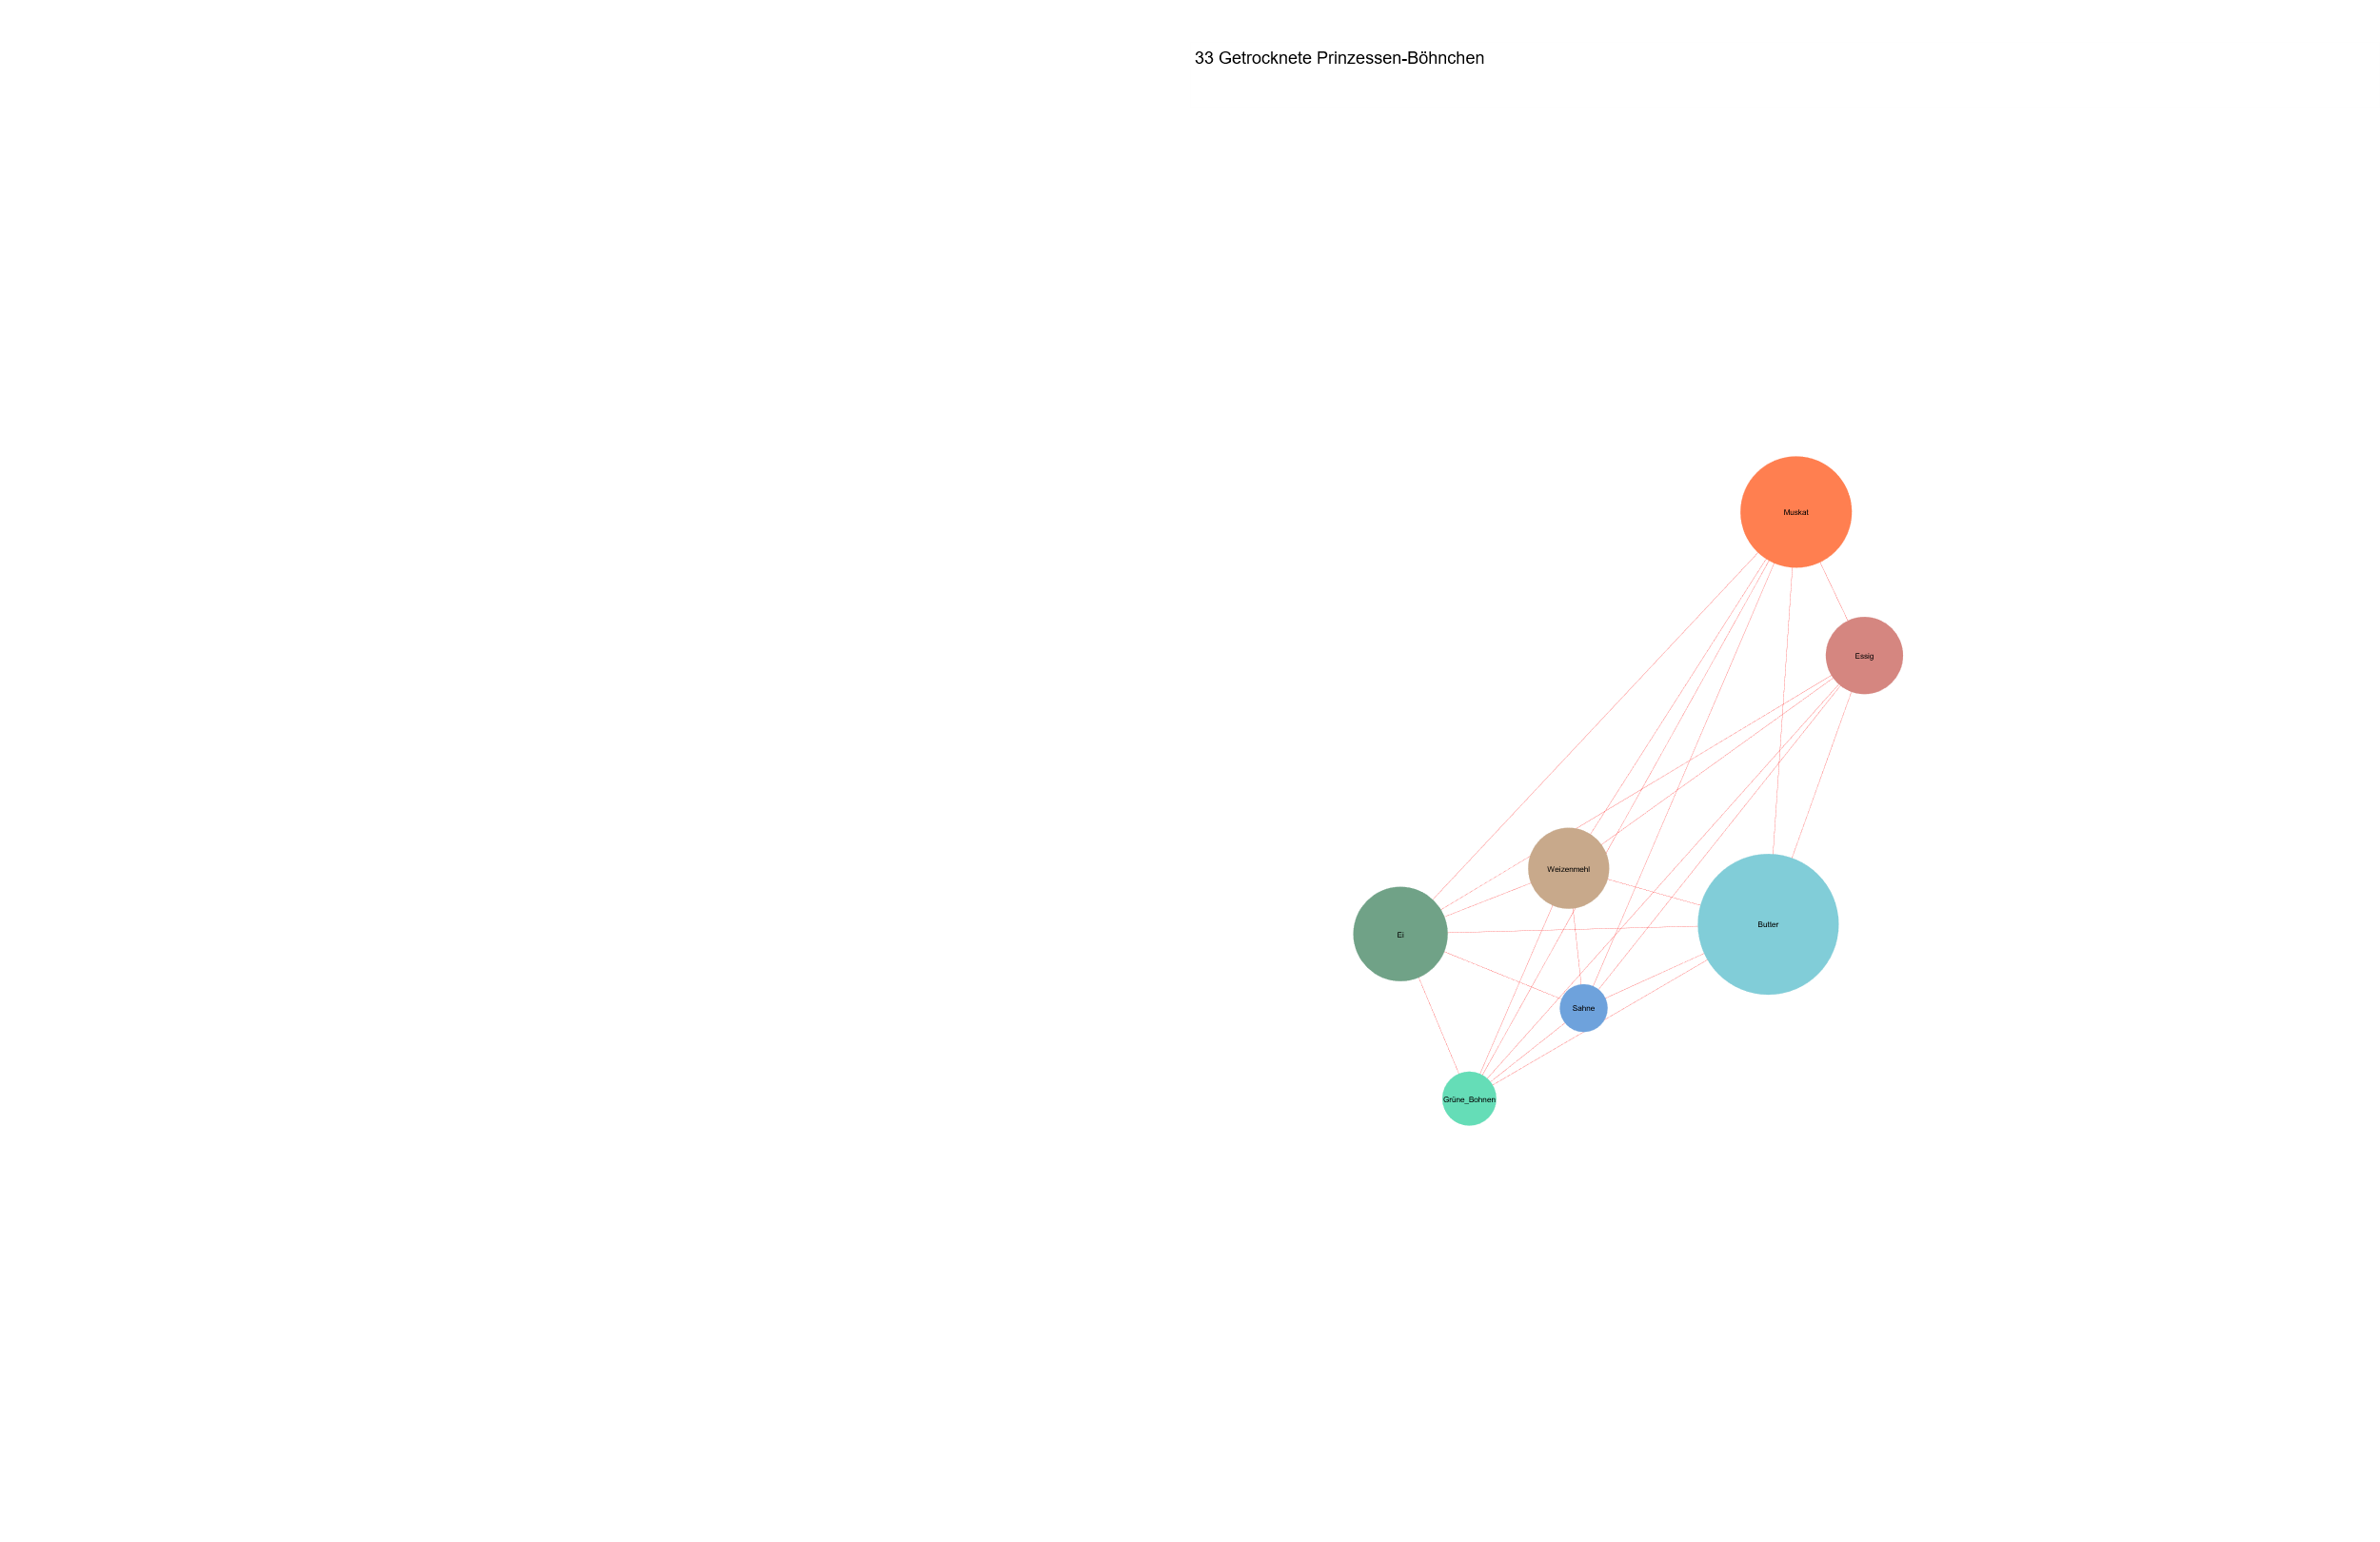 33 Getrocknete Prinzessen-Böhnchen
Muskat
Essig
Weizenmehl
Butter
Ei
Sahne
Grüne_Bohnen